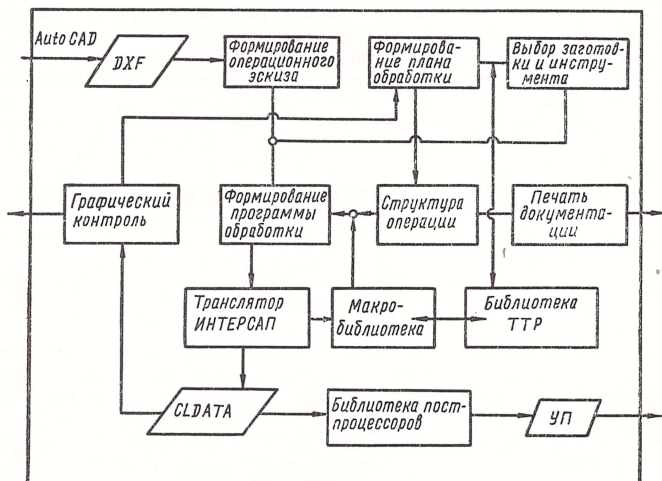 Auto CAD
DXF
Формирование
операционного
эскиза
Формирова-
ние плана
обработки
Выбор заготов-
ки и инстру-
мента
Графический
контроль
Формирование
программы
обработки
Структура
операции
Печать
документа-
ции
Транслятор
ИНТЕРСАП
Макро-
библиотека
Библиотека
ТТР
CLDATA
Библиотека пост-
процессоров
УП